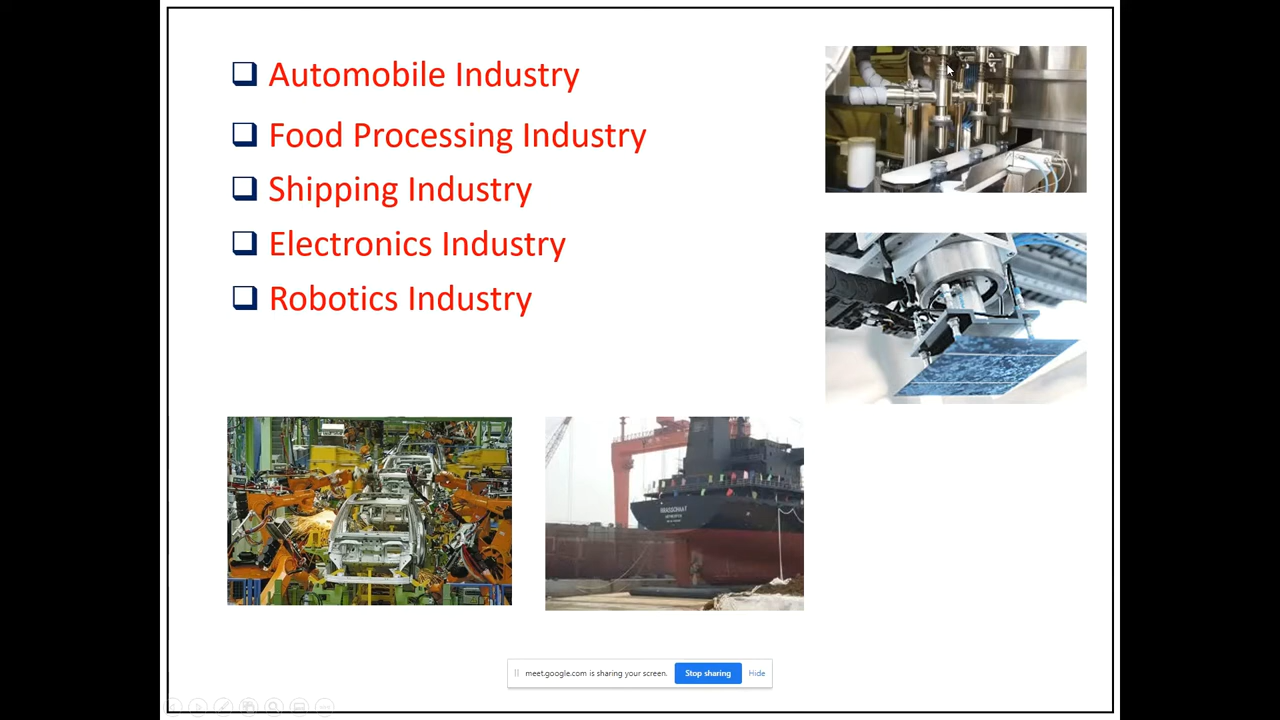 Automobile Industry
Food Processing Industry
Shipping Industry
Electronics Industry
Robotics Industry
meet.google.com is sharing your screen.
Stop sharing
Hide